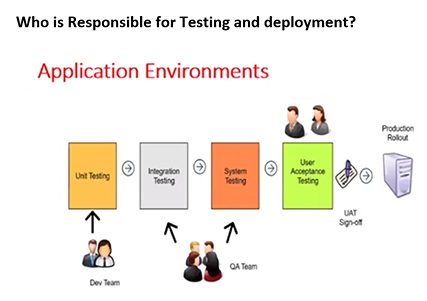 Who is Responsible for Testing and deployment?
Application Environments
Production
Rollout
Unit Testing
Integration
Testing
System
Testing
User
Acceptance
Testing
UAT
Sign-off
Dev Team
QA Team